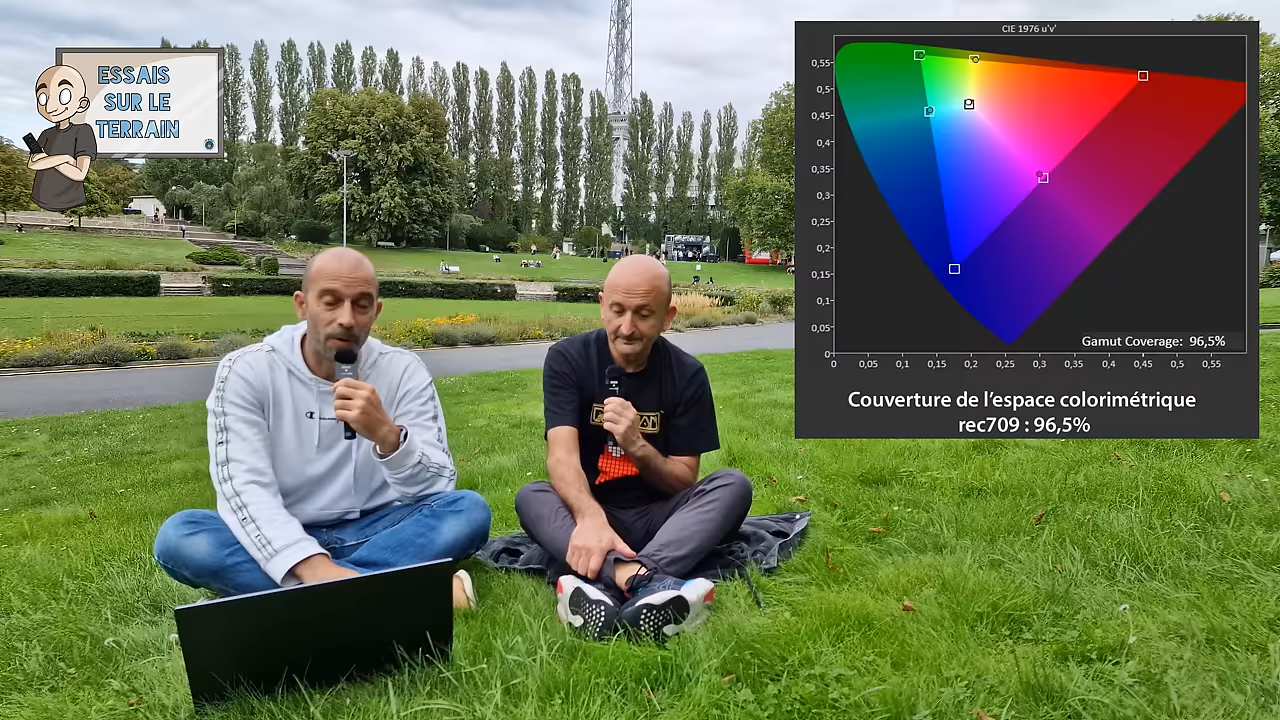 ESSAIS
SUR LE
TERRAIN
CIE 1976 u'v'
0,55
0,5
0,45
0,4
0,35
0,3
0,25
0,2
0,15
0,1
0,05
0
Gamut Coverage: 96,5%
0 0,05 0,1 0,15 0,2 0,25 0,3 0,35 0,4 0,45 0,5 0,55
Couverture de l'espace colorimétrique
rec709 : 96,5%